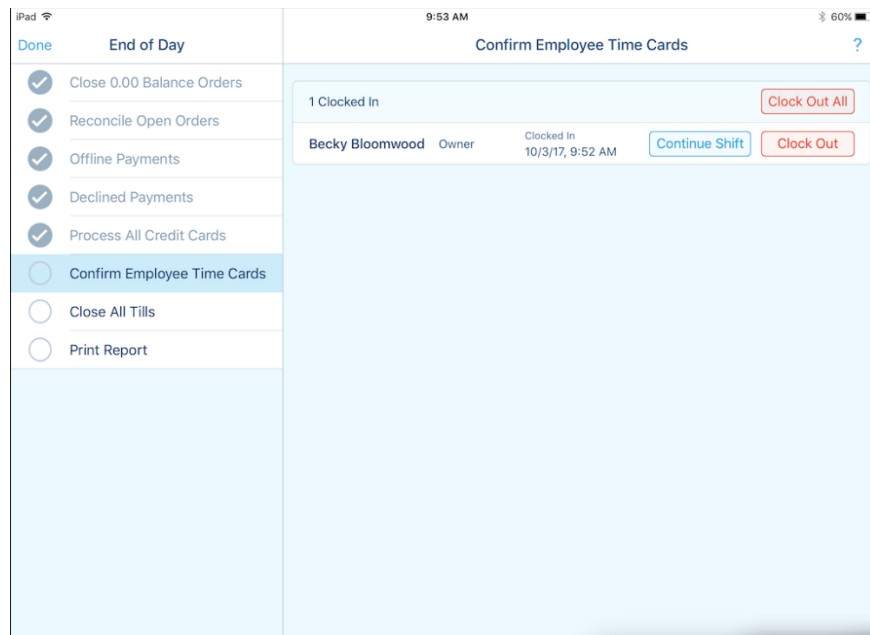 iPad 9:53 AM 60%
Done End of Day Confirm Employee Time Cards ?
Close 0.00 Balance Orders
Reconcile Open Orders
Offline Payments
Declined Payments
Process All Credit Cards
Confirm Employee Time Cards
Close All Tills
Print Report
1 Clocked In Clock Out All
Becky Bloomwood Owner Clocked In Continue Shift Clock Out
10/3/17, 9:52 AM